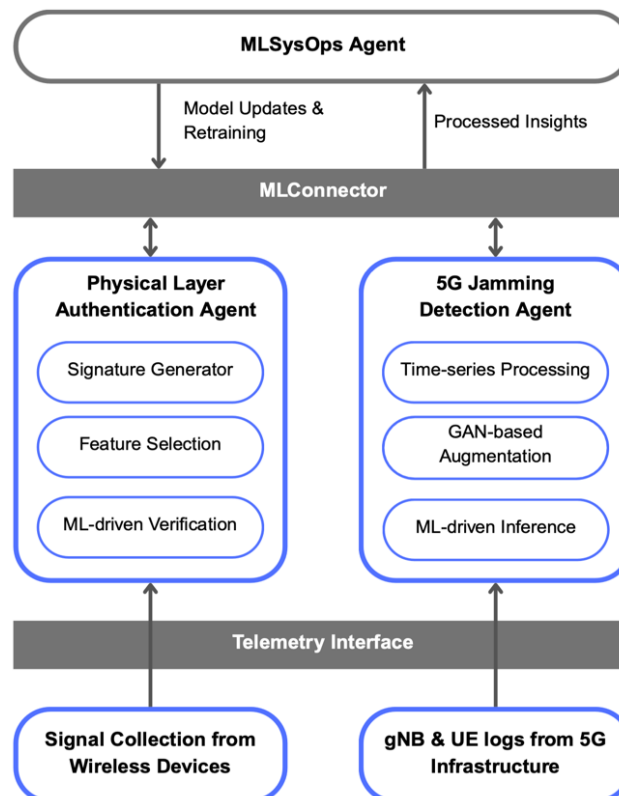 MLSysOps Agent
Model Updates &
Retraining
Processed Insights
MLConnector
Physical Layer
Authentication Agent
Signature Generator
Feature Selection
ML-driven Verification
5G Jamming
Detection Agent
Time-series Processing
GAN-based
Augmentation
ML-driven Inference
Telemetry Interface
Signal Collection from
Wireless Devices
gNB & UE logs from 5G
Infrastructure